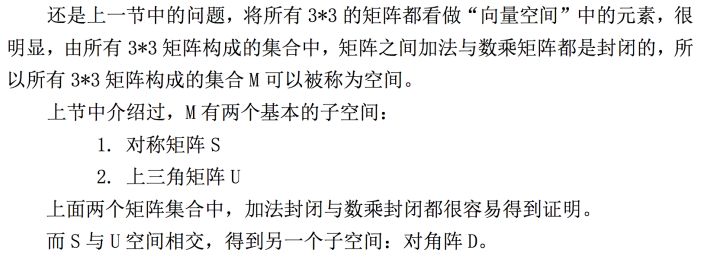 还是上一节中的问题，将所有 3*3 的矩阵都看做“向量空间”中的元素，很
明显，由所有 3*3 矩阵构成的集合中，矩阵之间加法与数乘矩阵都是封闭的，所
以所有 3*3 矩阵构成的集合 M 可以被称为空间。
上节中介绍过，M 有两个基本的子空间：
1. 对称矩阵 S
2. 上三角矩阵 U
上面两个矩阵集合中，加法封闭与数乘封闭都很容易得到证明。
而 S 与 U 空间相交，得到另一个子空间：对角阵 D。